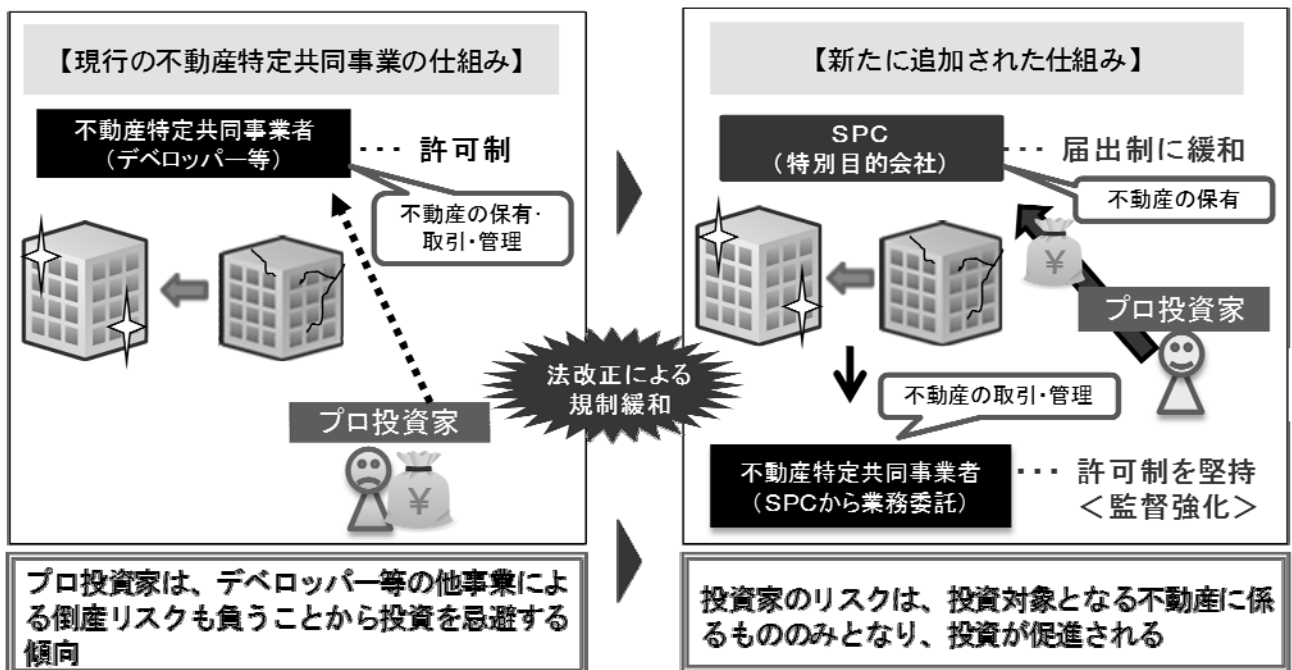 【現行の不動産特定共同事業の仕組み】
不動産特定共同事業者
（デベロッパー等）
･･･ 許可制
不動産の保有･
取引･管理
プロ投資家
¥
法改正による
規制緩和
プロ投資家は、デベロッパー等の他事業によ
る倒産リスクも負うことから投資を忌避する
傾向
【新たに追加された仕組み】
SPC
（特別目的会社）
･･･ 届出制に緩和
不動産の保有
¥
プロ投資家
不動産の取引･管理
不動産特定共同事業者
（SPCから業務委託）
･･･ 許可制を堅持
＜監督強化＞
投資家のリスクは、投資対象となる不動産に係
るもののみとなり、投資が促進される